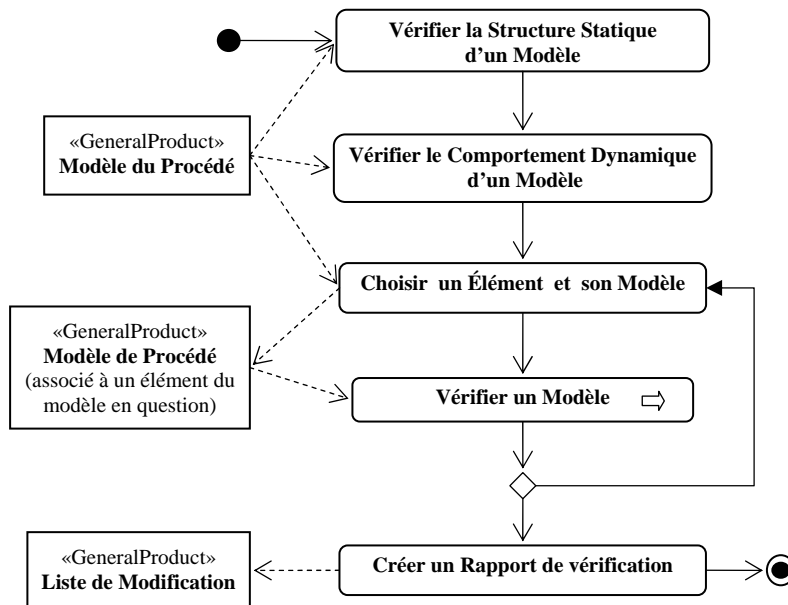 Vérifier la Structure Statique
d'un Modèle
«GeneralProduct»
Modèle du Procédé
Vérifier le Comportement Dynamique
d'un Modèle
Choisir un Élément et son Modèle
«GeneralProduct»
Modèle de Procédé
(associé à un élément du
modèle en question)
Vérifier un Modèle
«GeneralProduct»
Liste de Modification
Créer un Rapport de vérification